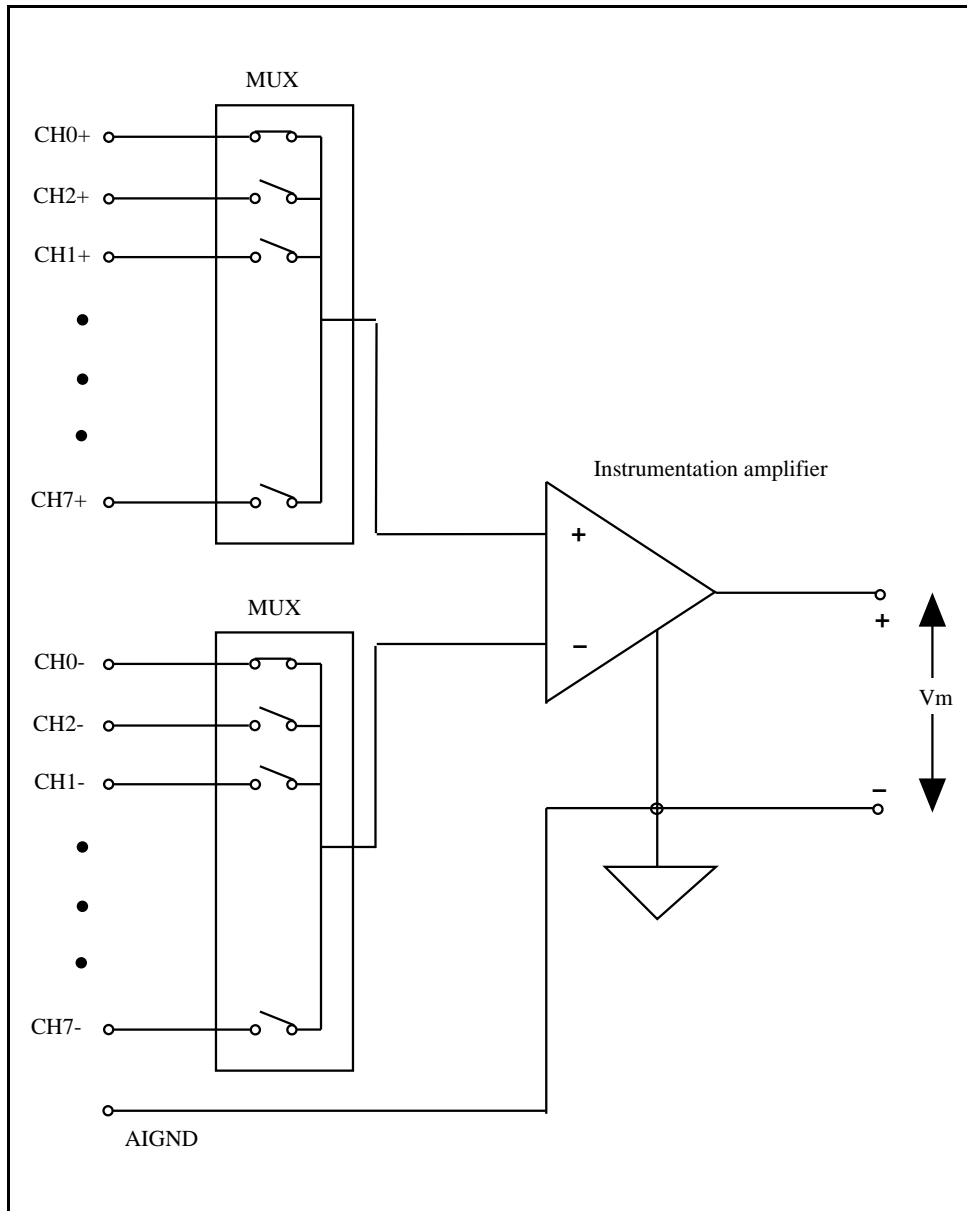 MUX
CH0+
CH2+
CH1+
CH7+
Instrumentation amplifier
+
−
+
Vm
−
MUX
CH0-
CH2-
CH1-
CH7-
AIGND